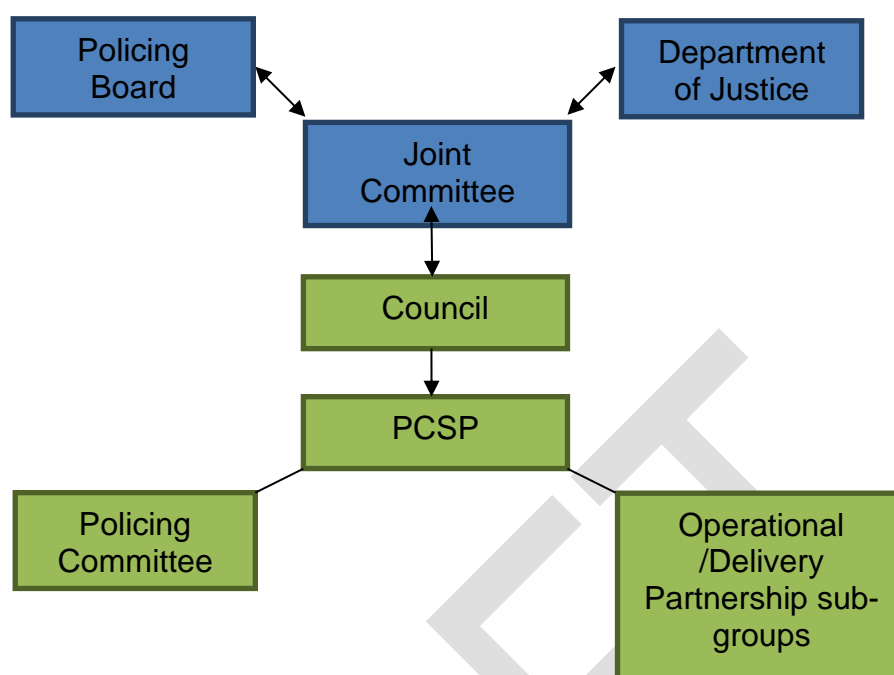 Policing
Board
Department
of Justice
Joint
Committee
Council
PCSP
Policing
Committee
Operational
/Delivery
Partnership sub-
groups